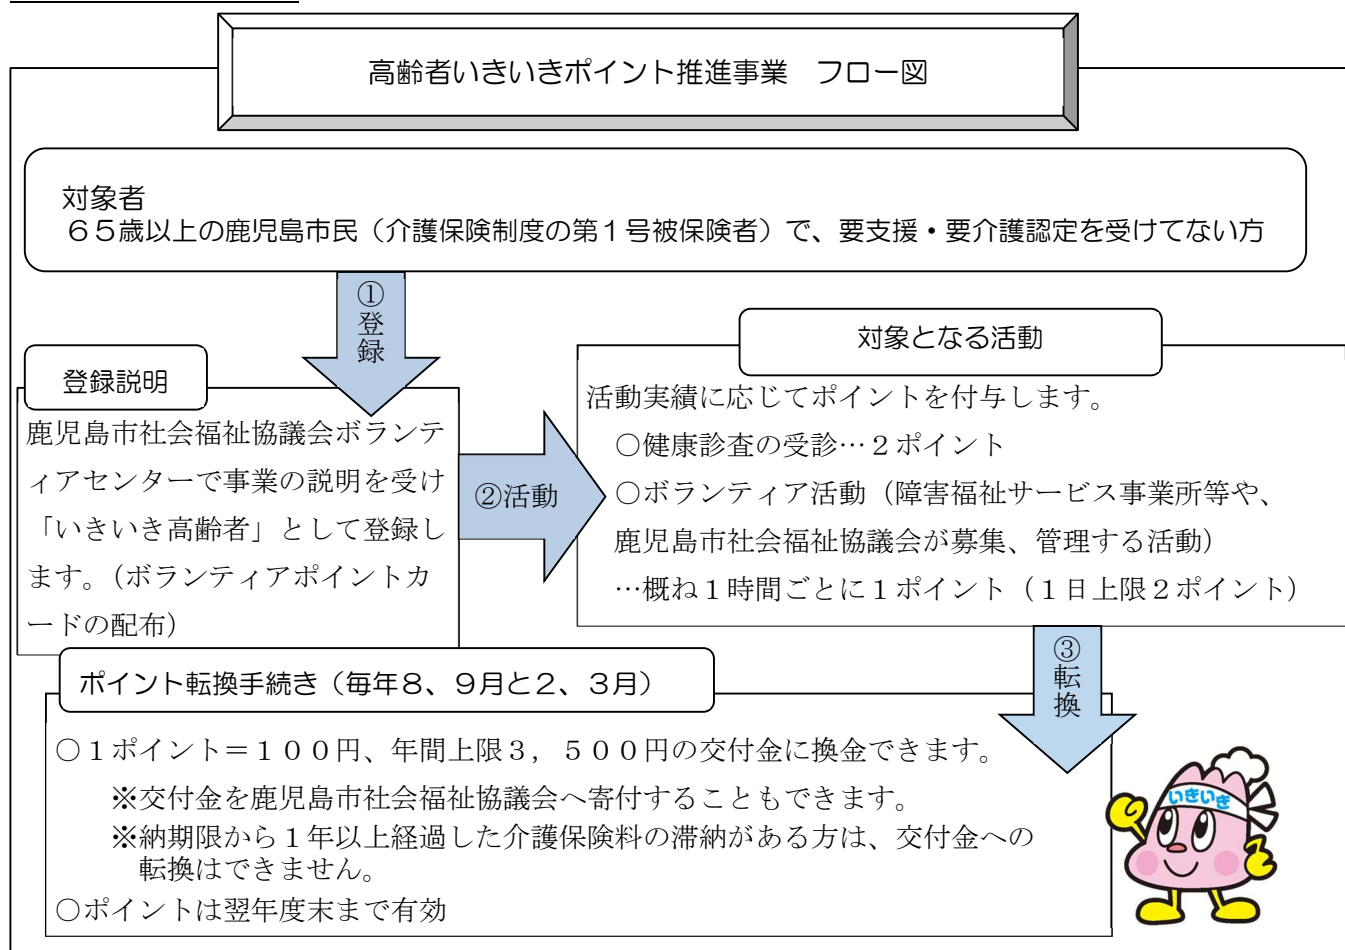 高齢者いきいきポイント推進事業　フロー図
対象者
６５歳以上の鹿児島市民（介護保険制度の第１号被保険者）で、要支援・要介護認定を受けてない方
①登録
登録説明
鹿児島市社会福祉協議会ボランテ
ィアセンターで事業の説明を受け
「いきいき高齢者」として登録し
ます。（ボランティアポイントカ
ードの配布）
②活動
対象となる活動
活動実績に応じてポイントを付与します。
○健康診査の受診…２ポイント
○ボランティア活動（障害福祉サービス事業所等や、
鹿児島市社会福祉協議会が募集、管理する活動）
…概ね１時間ごとに１ポイント（１日上限２ポイント）
③転換
ポイント転換手続き（毎年８、９月と２、３月）
○１ポイント＝１００円、年間上限３，５００円の交付金に換金できます。
※交付金を鹿児島市社会福祉協議会へ寄付することもできます。
※納期限から１年以上経過した介護保険料の滞納がある方は、交付金への
転換はできません。
○ポイントは翌年度末まで有効
いきいき